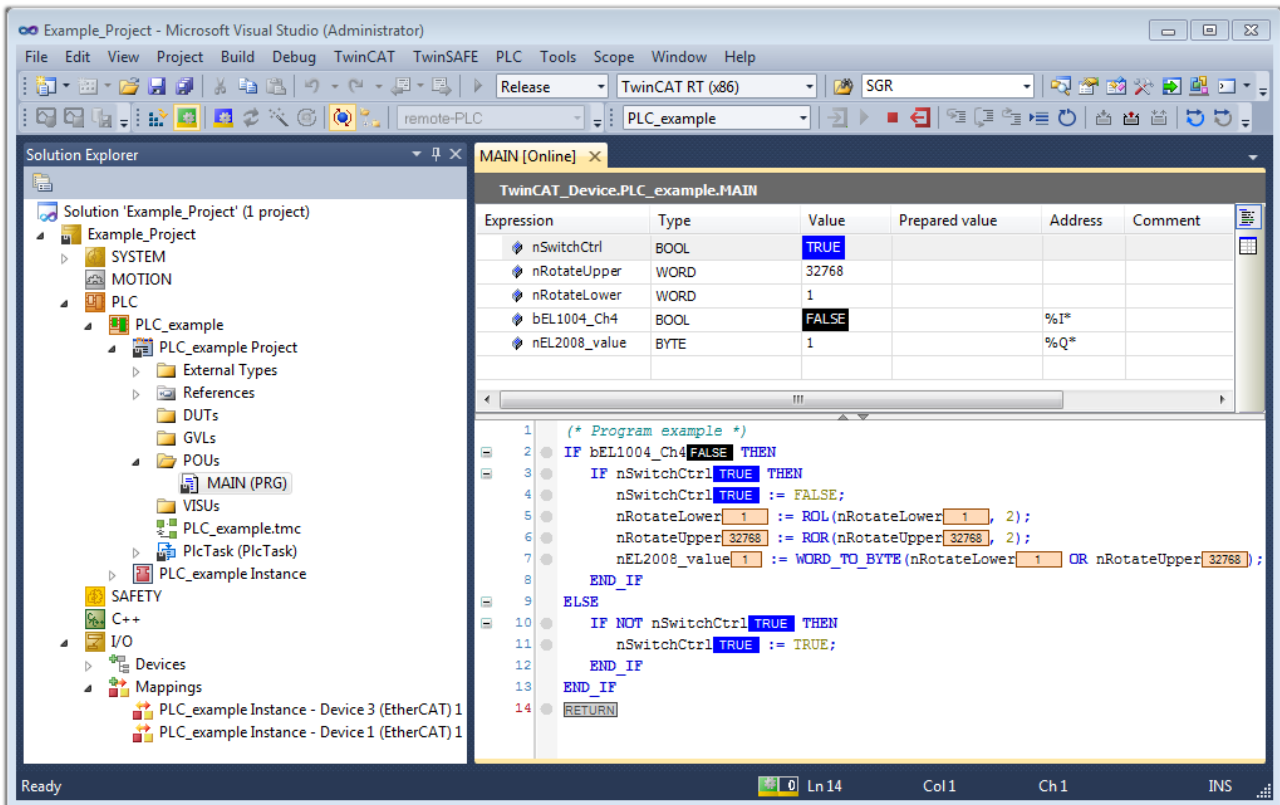 Example_Project - Microsoft Visual Studio (Administrator)
File Edit View Project Build Debug TwinCAT TwinSAFE PLC Tools Scope Window Help
Release TwinCAT RT (x86) SGR
remote-PLC PLC_example
Solution Explorer
Solution 'Example_Project' (1 project)
Example_Project
SYSTEM
MOTION
PLC
PLC_example
PLC_example Project
External Types
References
DUTs
GVLs
POUs
MAIN (PRG)
VISUs
PLC_example.tmc
PlcTask (PlcTask)
PLC_example Instance
SAFETY
C++
I/O
Devices
Mappings
PLC_example Instance - Device 3 (EtherCAT) 1
PLC_example Instance - Device 1 (EtherCAT) 1
MAIN [Online]
TwinCAT_Device.PLC_example.MAIN
Expression Type Value Prepared value Address Comment
nSwitchCtrl BOOL TRUE
nRotateUpper WORD 32768
nRotateLower WORD 1
bEL1004_Ch4 BOOL FALSE %I*
nEL2008_value BYTE 1 %Q*
1 (* Program example *)
2 IF bEL1004_Ch4 FALSE THEN
3 IF nSwitchCtrl TRUE THEN
4 nSwitchCtrl TRUE := FALSE;
5 nRotateLower 1 := ROL(nRotateLower 1 , 2);
6 nRotateUpper 32768 := ROR(nRotateUpper 32768 , 2);
7 nEL2008_value 1 := WORD_TO_BYTE(nRotateLower 1 OR nRotateUpper 32768 );
8 END_IF
9 ELSE
10 IF NOT nSwitchCtrl TRUE THEN
11 nSwitchCtrl TRUE := TRUE;
12 END_IF
13 END_IF
14 RETURN
Ready 0 Ln 14 Col 1 Ch 1 INS